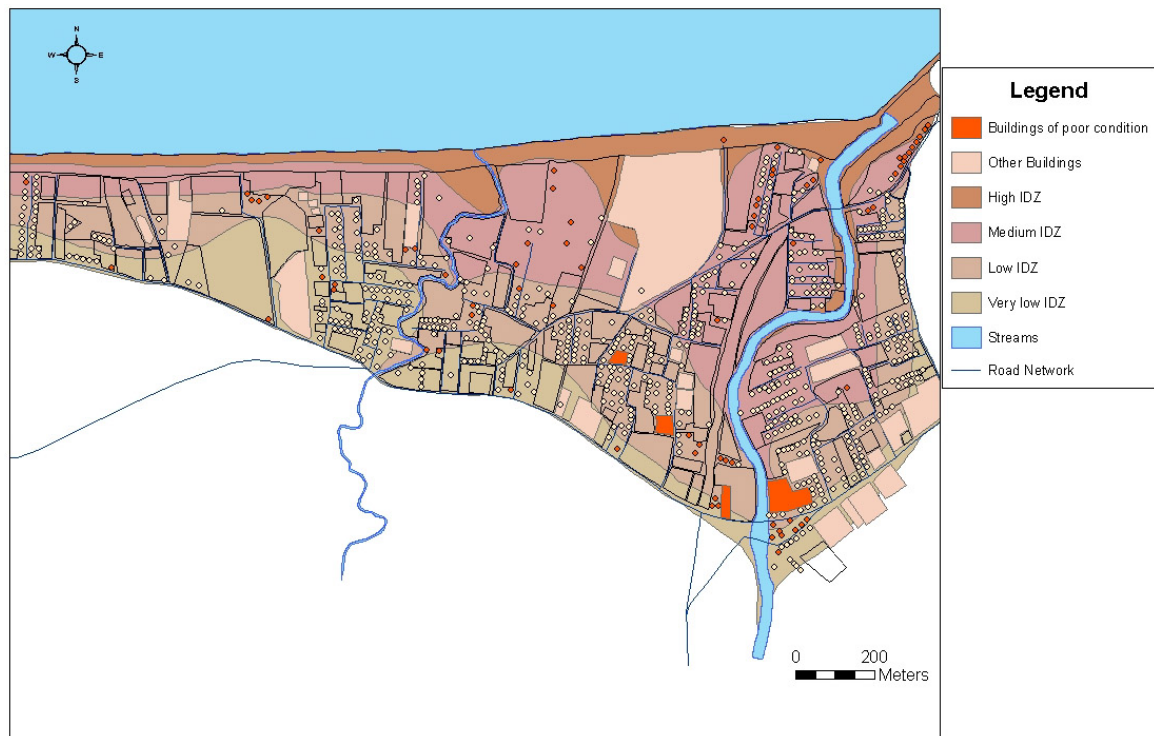 N
W E
S
Legend
Buildings of poor condition
Other Buildings
High IDZ
Medium IDZ
Low IDZ
Very low IDZ
Streams
Road Network
0 200
Meters